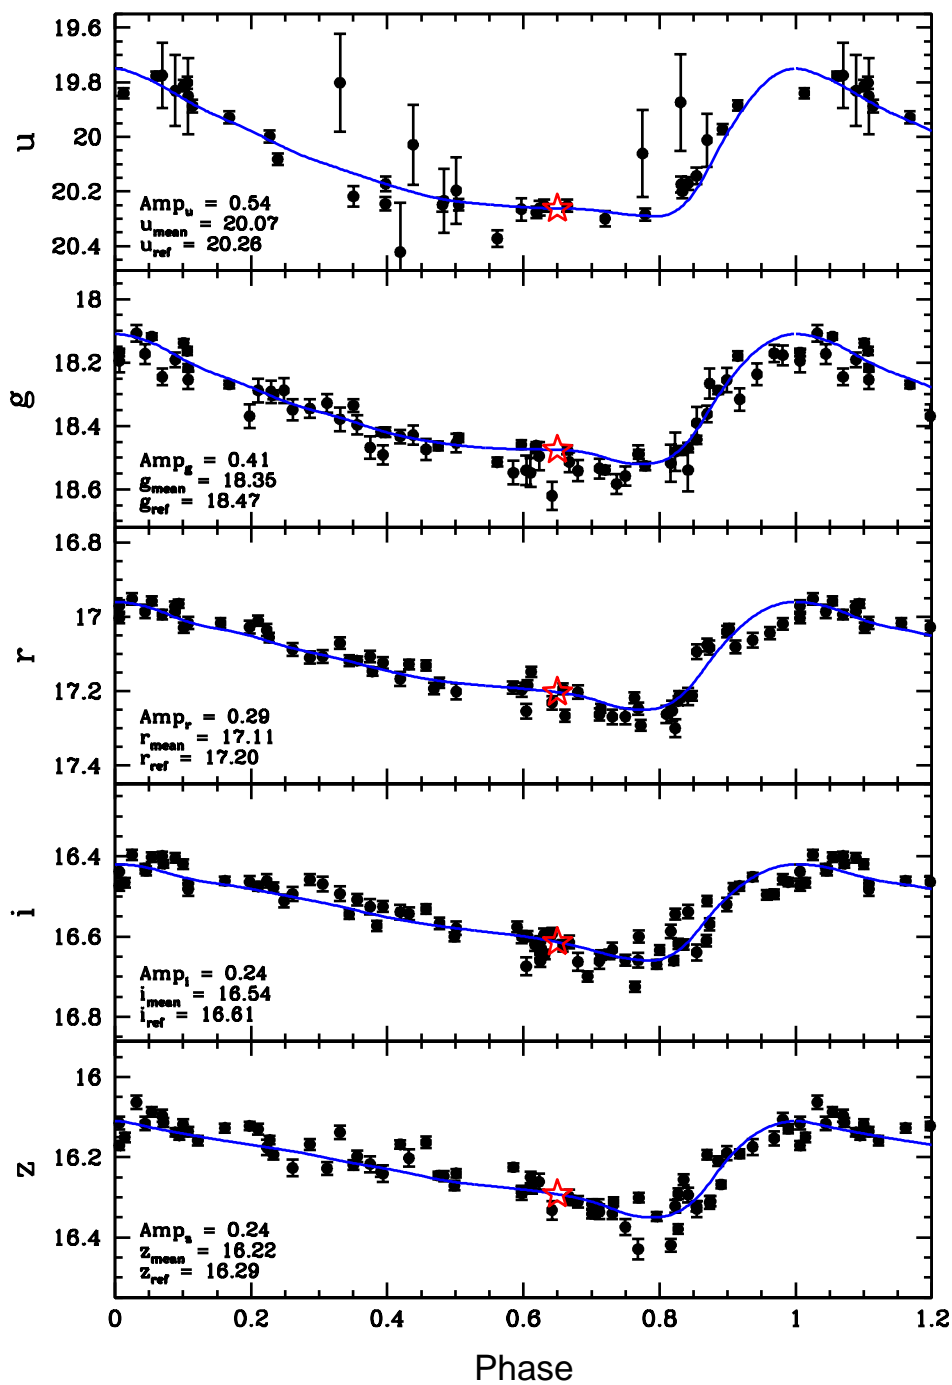 19.6
19.8
20
20.2
20.4
u
Amp_u = 0.54
u_mean = 20.07
u_ref = 20.26
18
18.2
18.4
18.6
g
Amp_g = 0.41
g_mean = 18.35
g_ref = 18.47
16.8
17
17.2
17.4
r
Amp_r = 0.29
r_mean = 17.11
r_ref = 17.20
16.4
16.6
16.8
i
Amp_i = 0.24
i_mean = 16.54
i_ref = 16.61
16
16.2
16.4
z
Amp_z = 0.24
z_mean = 16.22
z_ref = 16.29
0 0.2 0.4 0.6 0.8 1 1.2
Phase